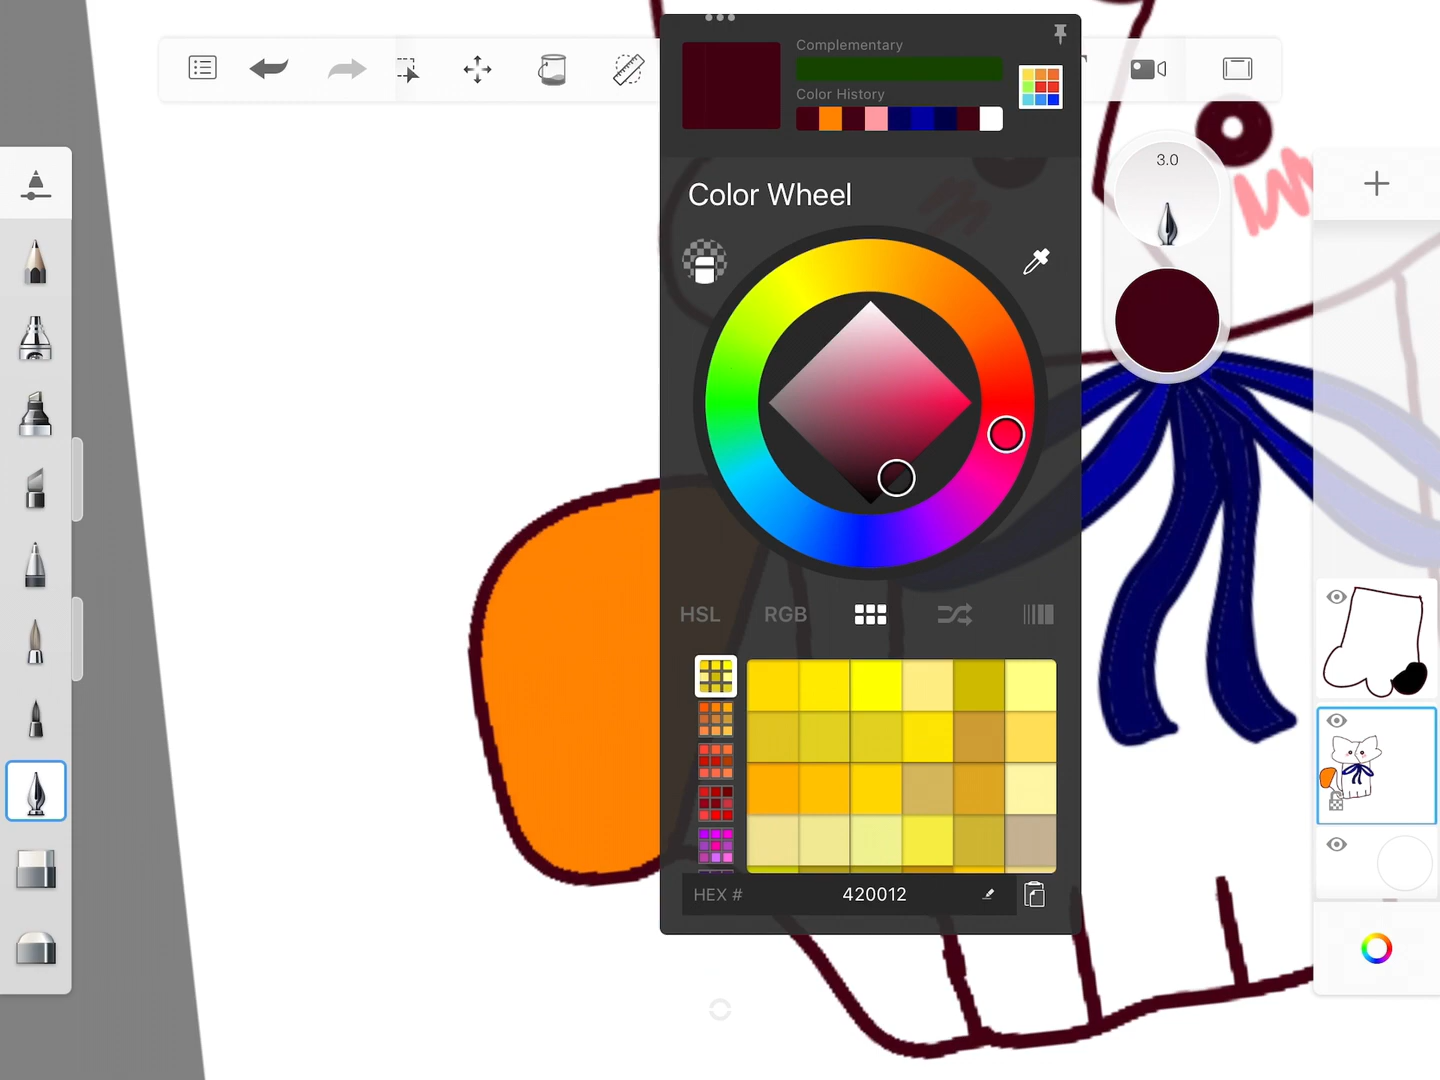 Complementary
Color History
3.0
Color Wheel
HSL RGB
HEX # 420012